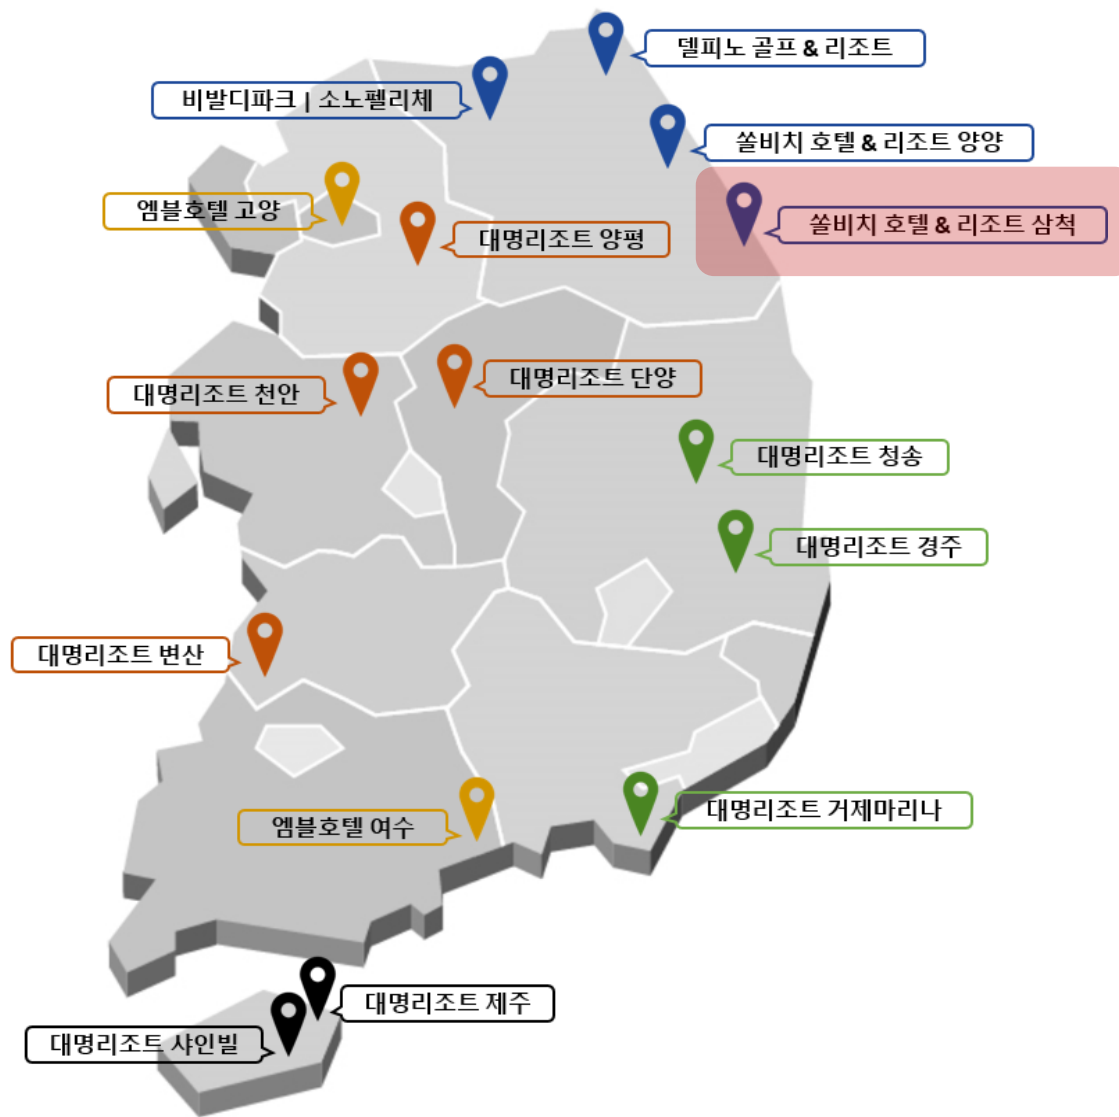 델피노 골프 & 리조트
비발디파크 | 소노펠리체
쏠비치 호텔 & 리조트 양양
엠블호텔 고양
쏠비치 호텔 & 리조트 삼척
대명리조트 양평
대명리조트 단양
대명리조트 천안
대명리조트 청송
대명리조트 경주
대명리조트 변산
대명리조트 거제마리나
엠블호텔 여수
대명리조트 제주
대명리조트 샤인빌